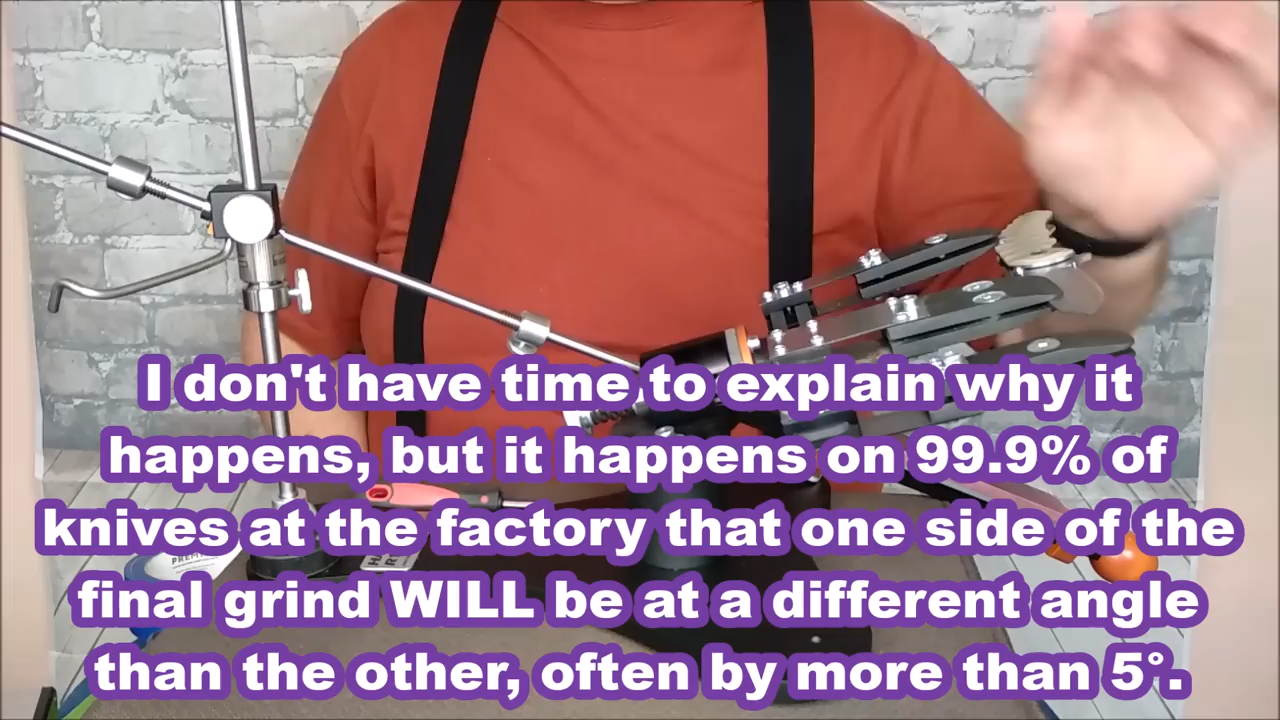 I don't have time to explain why it
happens, but it happens on 99.9% of
knives at the factory that one side of the
final grind WILL be at a different angle
than the other, often by more than 5°.